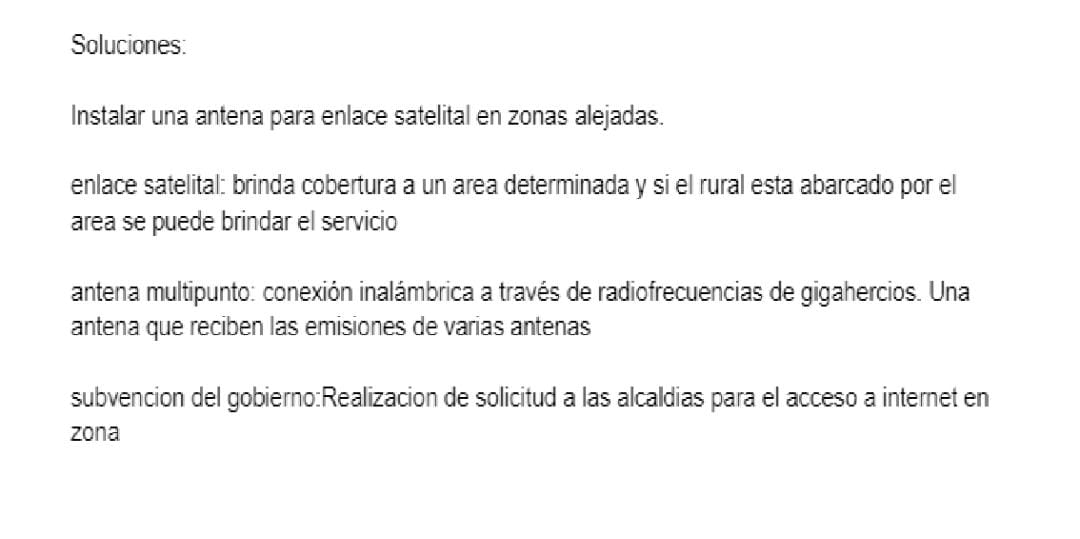 Soluciones:
Instalar una antena para enlace satelital en zonas alejadas.
enlace satelital: brinda cobertura a un area determinada y si el rural esta abarcado por el
area se puede brindar el servicio
antena multipunto: conexión inalámbrica a través de radiofrecuencias de gigahercios. Una
antena que reciben las emisiones de varias antenas
subvencion del gobierno:Realizacion de solicitud a las alcaldias para el acceso a internet en
zona